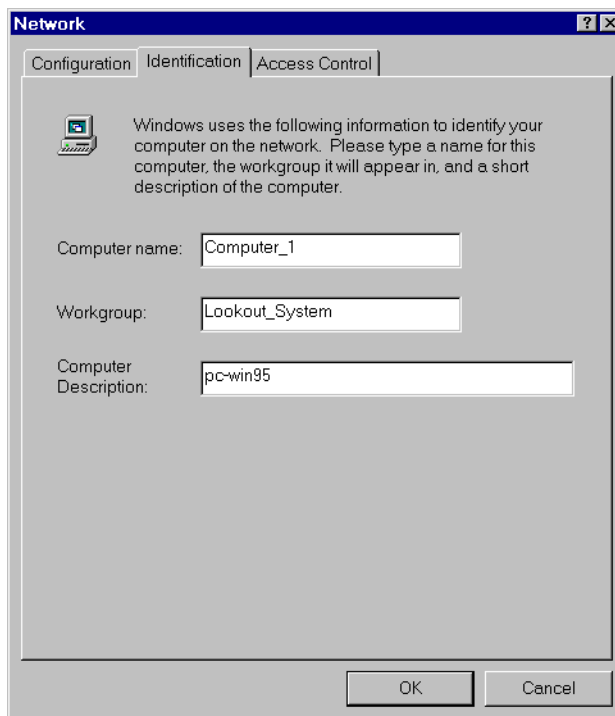 Network
Configuration Identification Access Control
Windows uses the following information to identify your
computer on the network. Please type a name for this
computer, the workgroup it will appear in, and a short
description of the computer.
Computer name: Computer_1
Workgroup: Lookout_System
Computer
Description: pc-win95
OK Cancel